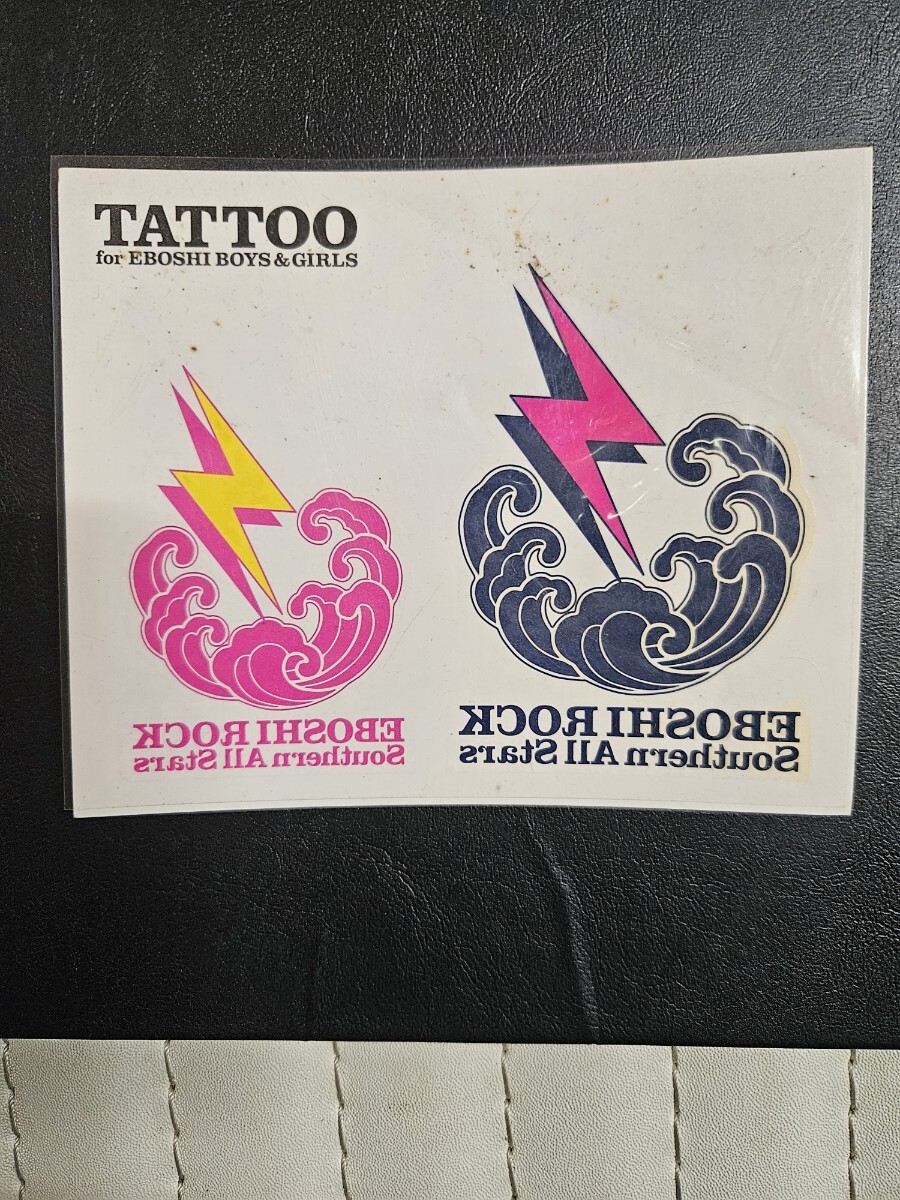 TATTOO
for EBOSHI BOYS & GIRLS
EBOSHI ROCK
Southern All Stars
EBOSHI ROCK
Southern All Stars